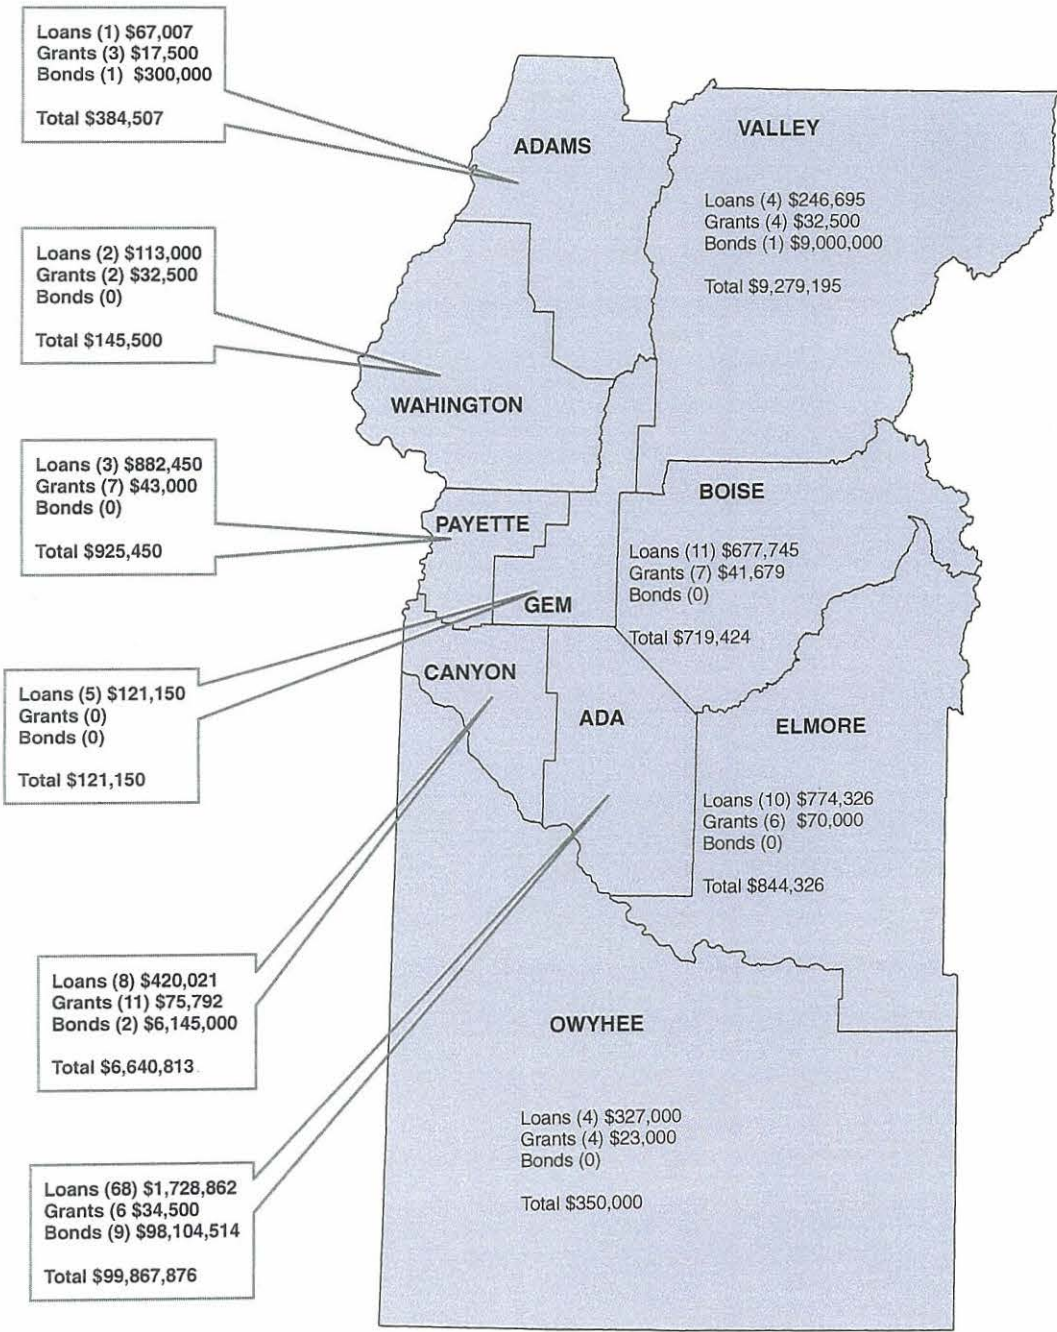 Loans (1) $67,007
Grants (3) $17,500
Bonds (1) $300,000
Total $384,507
ADAMS
VALLEY
Loans (4) $246,695
Grants (4) $32,500
Bonds (1) $9,000,000
Total $9,279,195
Loans (2) $113,000
Grants (2) $32,500
Bonds (0)
Total $145,500
WAHINGTON
Loans (3) $882,450
Grants (7) $43,000
Bonds (0)
Total $925,450
PAYETTE
BOISE
Loans (11) $677,745
Grants (7) $41,679
Bonds (0)
Total $719,424
GEM
Loans (5) $121,150
Grants (0)
Bonds (0)
Total $121,150
CANYON
ADA
ELMORE
Loans (10) $774,326
Grants (6) $70,000
Bonds (0)
Total $844,326
Loans (8) $420,021
Grants (11) $75,792
Bonds (2) $6,145,000
Total $6,640,813
OWYHEE
Loans (4) $327,000
Grants (4) $23,000
Bonds (0)
Total $350,000
Loans (68) $1,728,862
Grants (6 $34,500
Bonds (9) $98,104,514
Total $99,867,876